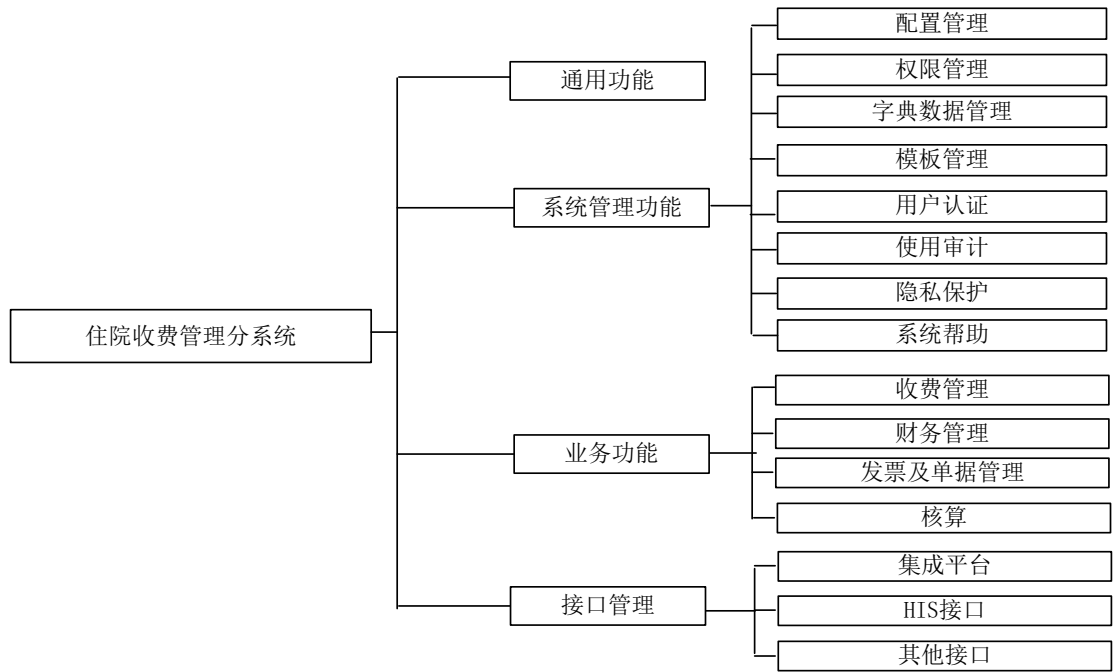 住院收费管理分系统
通用功能
系统管理功能
配置管理
权限管理
字典数据管理
模板管理
用户认证
使用审计
隐私保护
系统帮助
业务功能
收费管理
财务管理
发票及单据管理
核算
接口管理
集成平台
HIS接口
其他接口